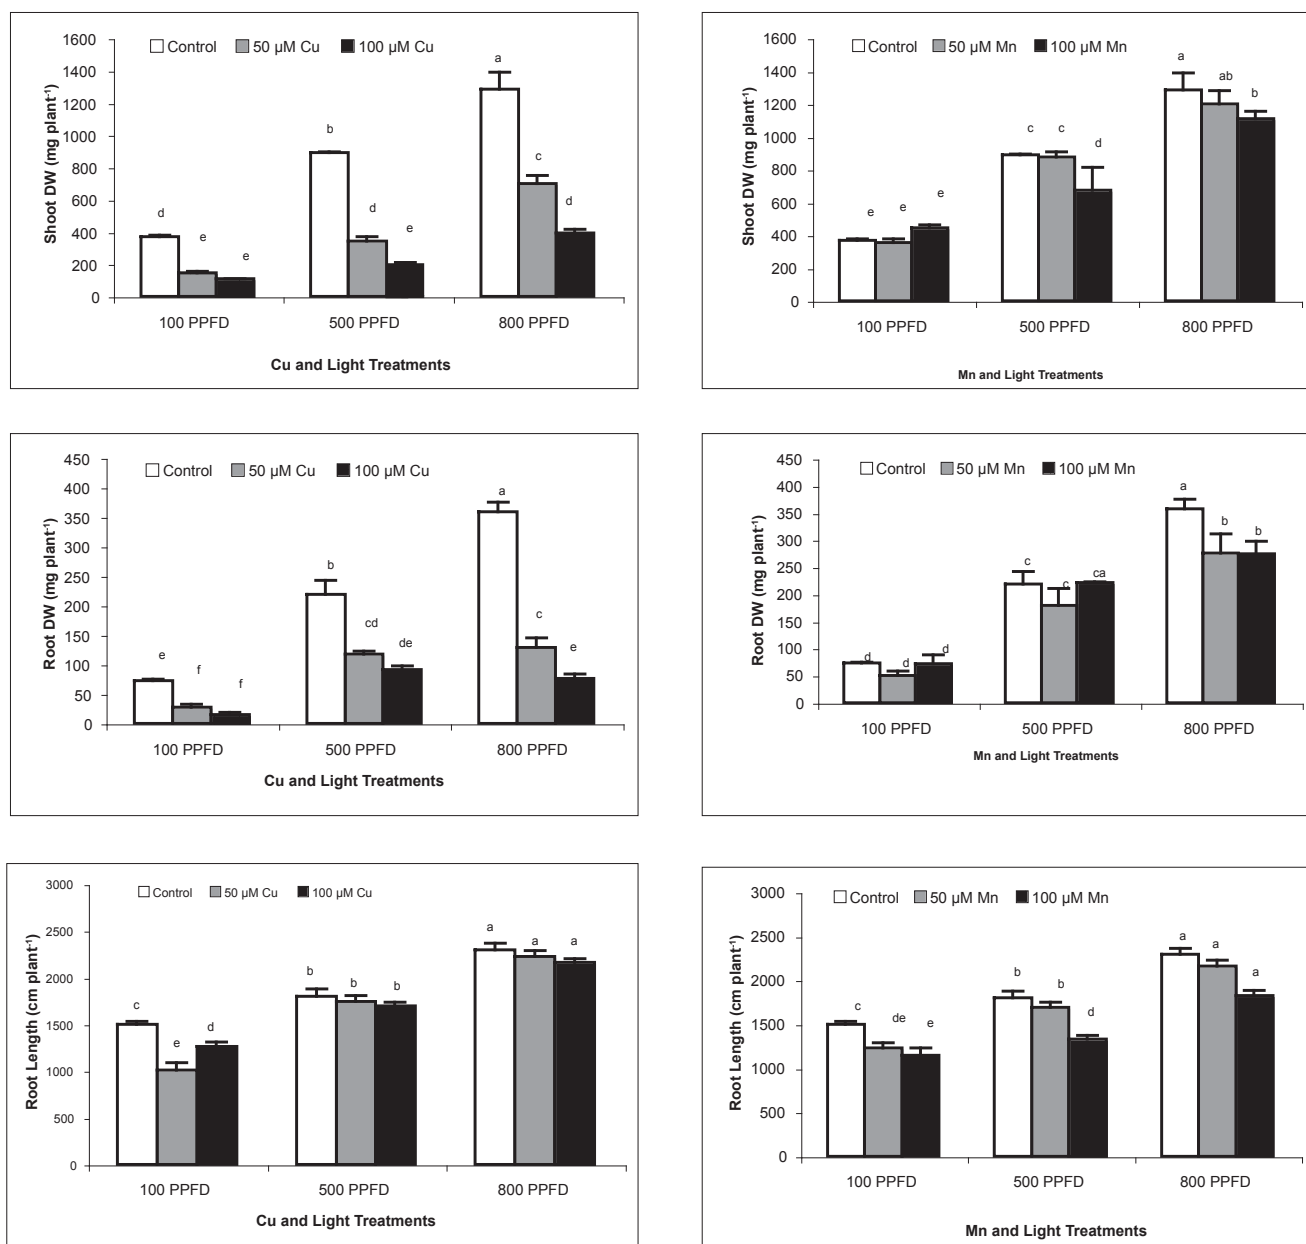 1600
Control 50 µM Cu 100 µM Cu
1400
a
1200
1000
b
800
c
600
d
d
d
400
e
e
e
200
0
Shoot DW (mg plant-1)
100 PPFD 500 PPFD 800 PPFD
Cu and Light Treatments
1600
Control 50 µM Mn 100 µM Mn
1400
a
ab
b
1200
1000
c c
d
800
600
e e e
400
200
0
Shoot DW (mg plant-1)
100 PPFD 500 PPFD 800 PPFD
Mn and Light Treatments
450
Control 50 µM Cu 100 µM Cu
400
a
350
300
b
250
200
cd
c
150
e
de
e
100
f f
50
0
Root DW (mg plant-1)
100 PPFD 500 PPFD 800 PPFD
Cu and Light Treatments
450
Control 50 µM Mn 100 µM Mn
400
a
350
b b
300
c
c
ca
250
200
150
100
d d d
50
0
Root DW (mg plant-1)
100 PPFD 500 PPFD 800 PPFD
Mn and Light Treatments
3000
Control 50 µM Cu 100 µM Cu
2500
a a a
2000
b b b
c
1500
d
e
1000
500
0
Root Length (cm plant-1)
100 PPFD 500 PPFD 800 PPFD
Cu and Light Treatments
3000
Control 50 µM Mn 100 µM Mn
2500
a a
a
2000
b b
c
1500
de e
d
1000
500
0
Root Length (cm plant-1)
100 PPFD 500 PPFD 800 PPFD
Mn and Light Treatments